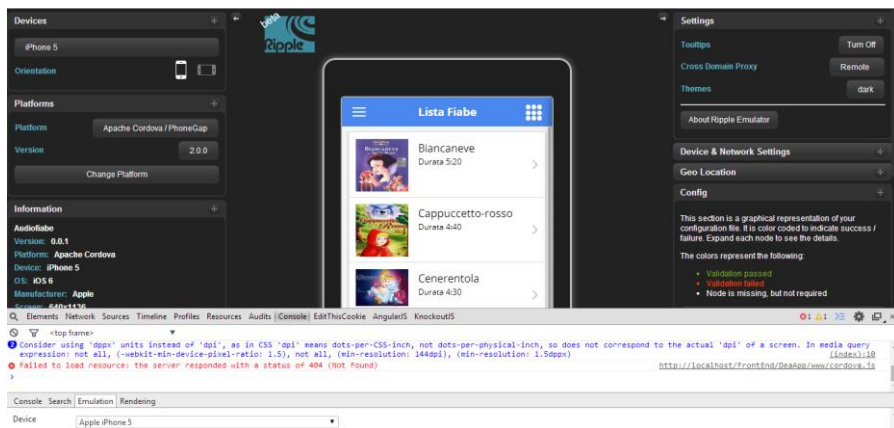 Devices
iPhone 5
Orientation
Platforms
Platform
Apache Cordova / PhoneGap
Version
2.0.0
Change Platform
Information
Audiofiabe
Version: 0.0.1
Platform: Apache Cordova
Device: iPhone 5
OS: iOS 6
Manufacturer: Apple
Screen: 640x1136
beta
Ripple
Lista Fiabe
Biancaneve
Durata 5:20
Cappuccetto-rosso
Durata 4:40
Cenerentola
Durata 4:30
Settings
Tooltips
Turn Off
Cross Domain Proxy
Remote
Themes
dark
About Ripple Emulator
Device & Network Settings
Geo Location
Config
This section is a graphical representation of your
configuration file. It is color coded to indicate success /
failure. Expand each node to see the details.
The colors represent the following:
Validation passed
Validation failed
Node is missing, but not required
Elements Network Sources Timeline Profiles Resources Audits Console EditThisCookie AngularJS KnockoutJS
1 1
<top frame>
2 Consider using 'dppx' units instead of 'dpi', as in CSS 'dpi' means dots-per-CSS-inch, not dots-per-physical-inch, so does not correspond to the actual 'dpi' of a screen. In media query
expression: not all, (-webkit-min-device-pixel-ratio: 1.5), not all, (min-resolution: 144dpi), (min-resolution: 1.5dppx) (index):10
Failed to load resource: the server responded with a status of 404 (Not Found) http://localhost/FrontEnd/DeaApp/www/cordova.js
>
Console Search Emulation Rendering
Device
Apple iPhone 5